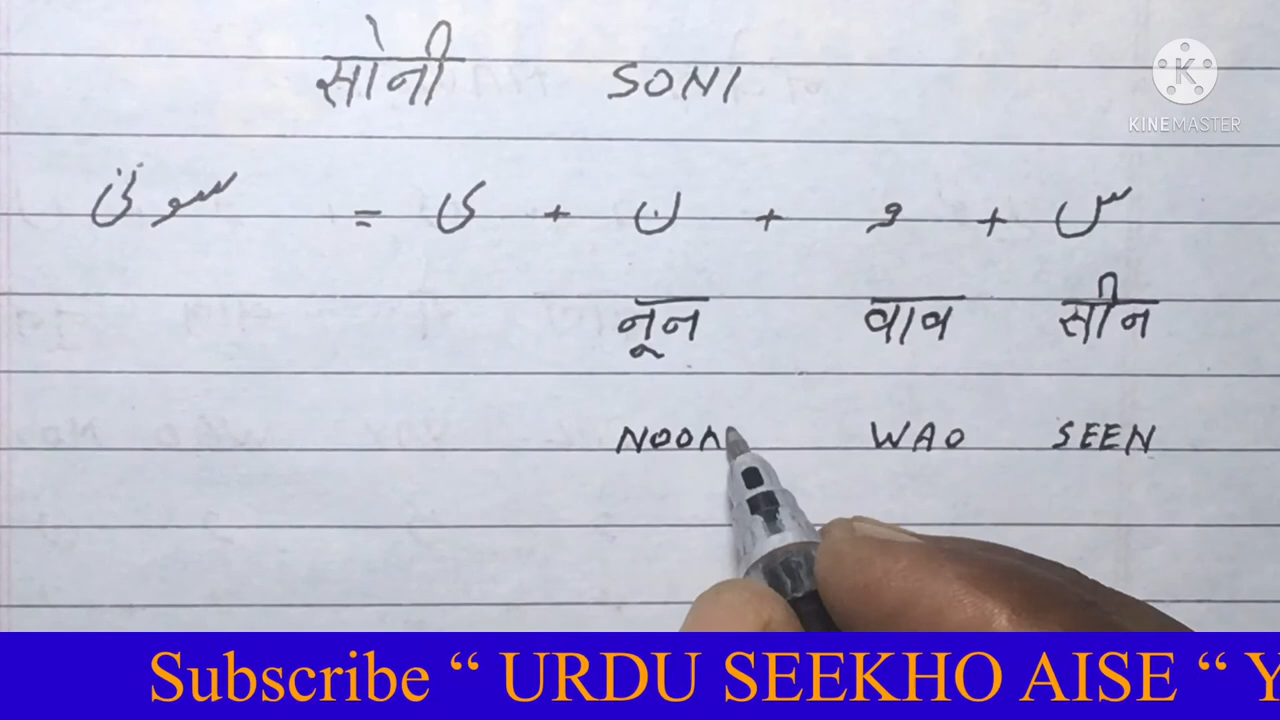 सोनी SONI
KINEMASTER
سونی = ی + ن + و + س
नून वाव सीन
NOON WAO SEEN
Subscribe “ URDU SEEKHO AISE “ Y